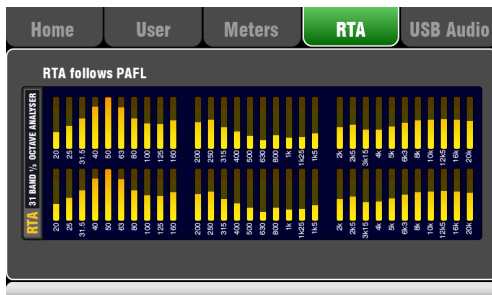 Home User Meters RTA USB Audio
RTA follows PAFL
RTA 31 BAND ⅓ OCTAVE ANALYSER
20 25 31.5 40 50 63 80 100 125 160 200 250 315 400 500 630 800 1k 1k25 1k5 2k 2k5 3k15 4k 5k 6k3 8k 10k 12k5 16k 20k
20 25 31.5 40 50 63 80 100 125 160 200 250 315 400 500 630 800 1k 1k25 1k5 2k 2k5 3k15 4k 5k 6k3 8k 10k 12k5 16k 20k